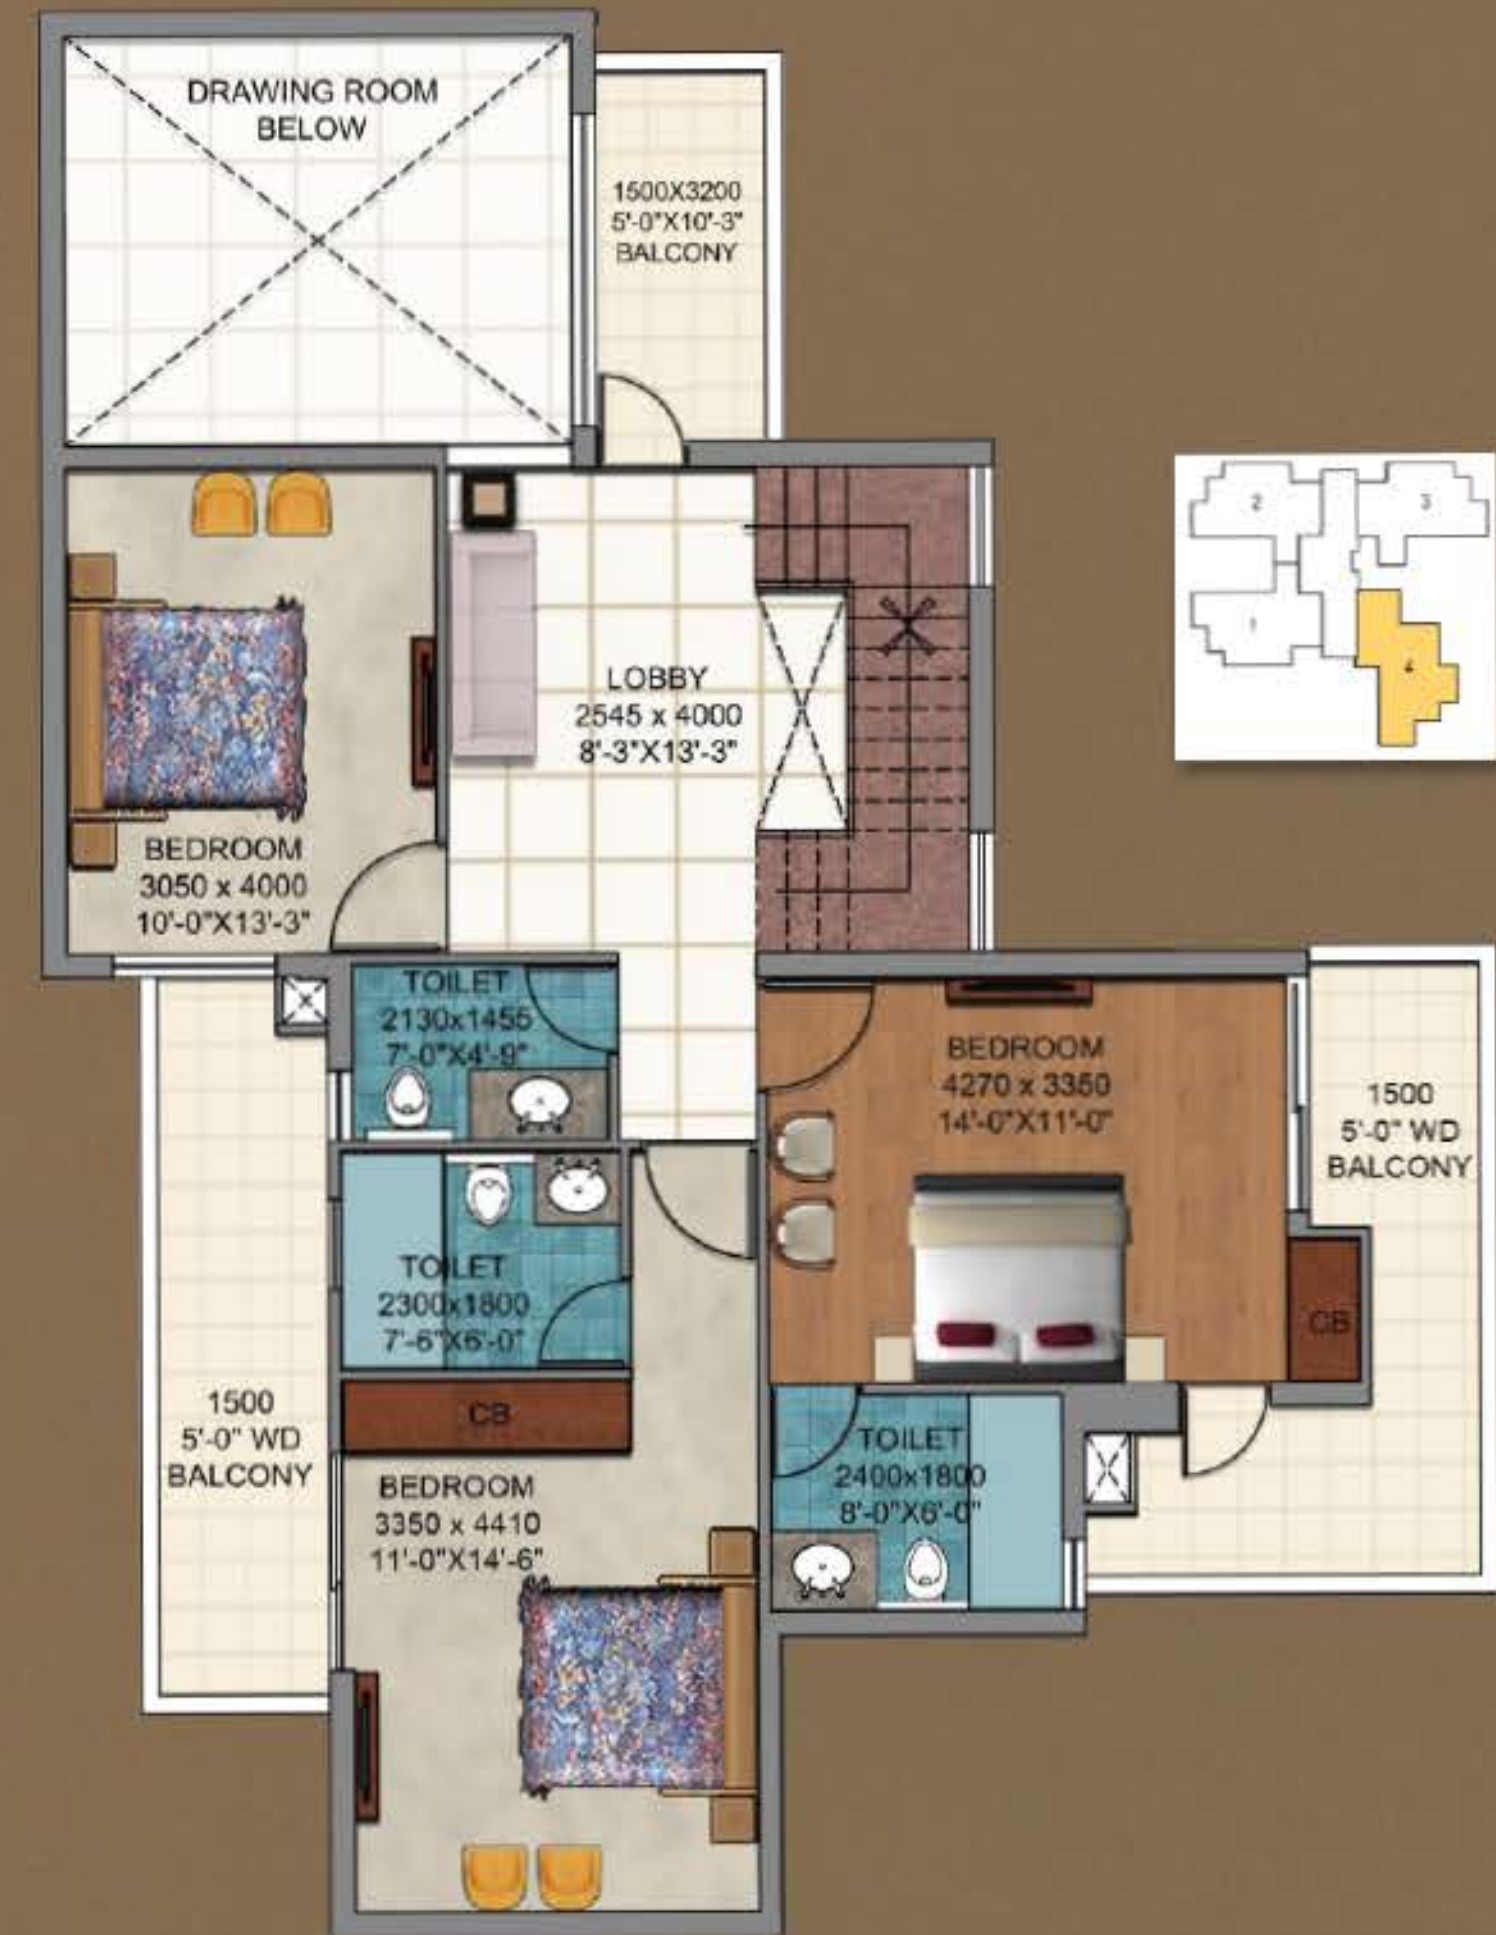 DRAWING ROOM
BELOW
1500X3200
5'-0"X10'-3"
BALCONY
2
3
1
4
LOBBY
2545 x 4000
8'-3"X13'-3"
BEDROOM
3050 x 4000
10'-0"X13'-3"
TOILET
2130x1455
7'-0"X4'-9"
BEDROOM
4270 x 3350
14'-0"X11'-0"
1500
5'-0" WD
BALCONY
TOILET
2300x1800
7'-6"X6'-0"
CB
1500
5'-0" WD
BALCONY
CB
BEDROOM
3350 x 4410
11'-0"X14'-6"
TOILET
2400x1800
8'-0"X6'-0"